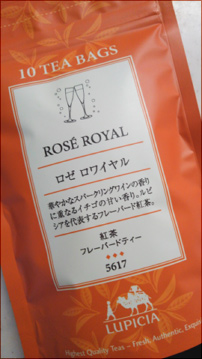 10 TEA BAGS
ROSÉ ROYAL
ロゼ ロワイヤル
華やかなスパークリングワインの香り
に重なるイチゴの甘い香り。ルピ
シアを代表するフレーバード紅茶。
紅茶
フレーバードティー
5617
LUPICIA
Highest Quality Teas – Fresh, Authentic, Exquis